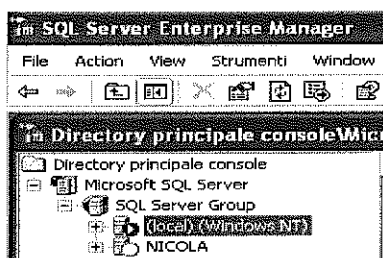 SQL Server Enterprise Manager
File Action View Strumenti Window
Directory principale console\Micr
Directory principale console
Microsoft SQL Server
SQL Server Group
(local) (Windows NT)
NICOLA